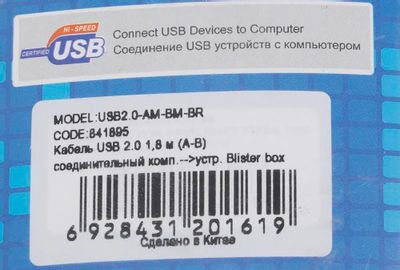 HI-SPEED
CERTIFIED USB
Connect USB Devices to Computer
Соединение USB устройств с компьютером
MODEL:USB2.0-AM-BM-BR
CODE:841895
Кабель USB 2.0 1,8 м (A-B)
соединительный комп.-->устр. Blister box
6 928431 201619
Сделано в Китае